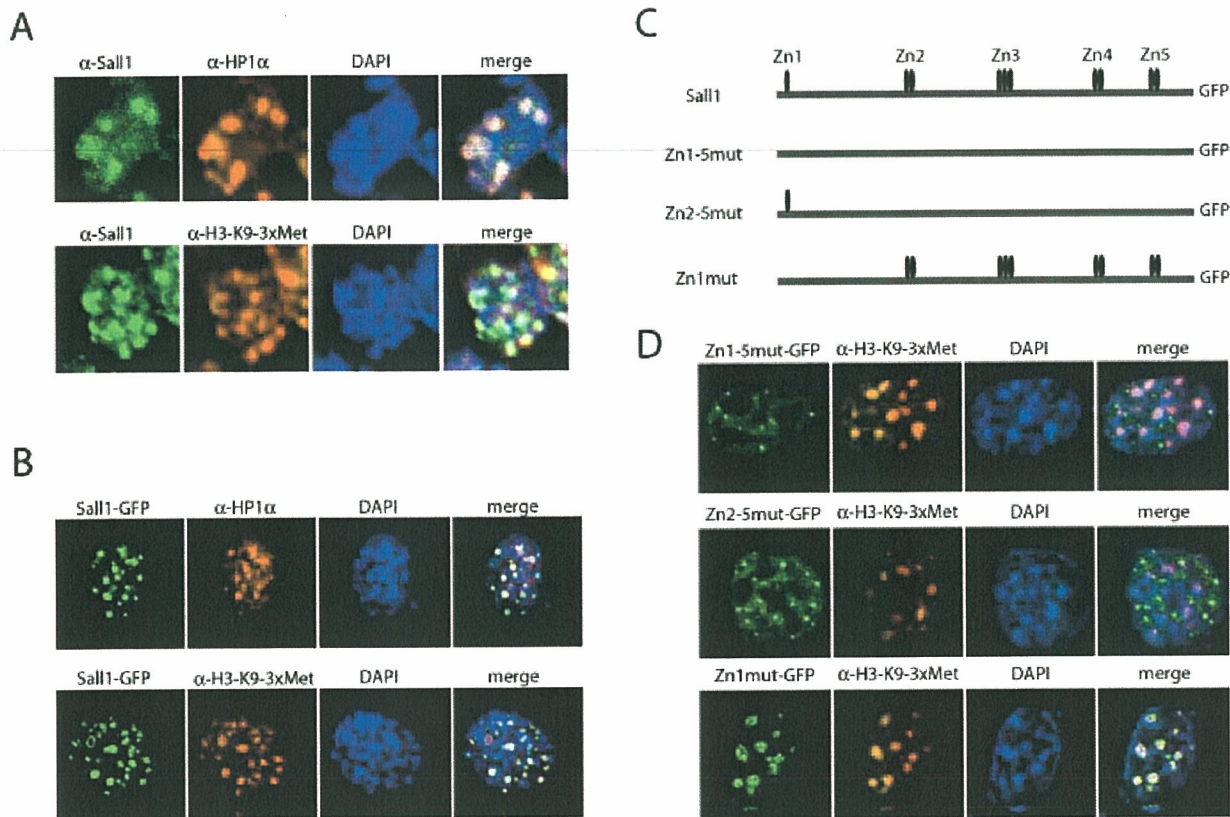 A
α-Sall1 α-HP1α DAPI merge
α-Sall1 α-H3-K9-3xMet DAPI merge
B
Sall1-GFP α-HP1α DAPI merge
Sall1-GFP α-H3-K9-3xMet DAPI merge
C
Zn1 Zn2 Zn3 Zn4 Zn5
Sall1 GFP
Zn1-5mut GFP
Zn2-5mut GFP
Zn1mut GFP
D
Zn1-5mut-GFP α-H3-K9-3xMet DAPI merge
Zn2-5mut-GFP α-H3-K9-3xMet DAPI merge
Zn1mut-GFP α-H3-K9-3xMet DAPI merge